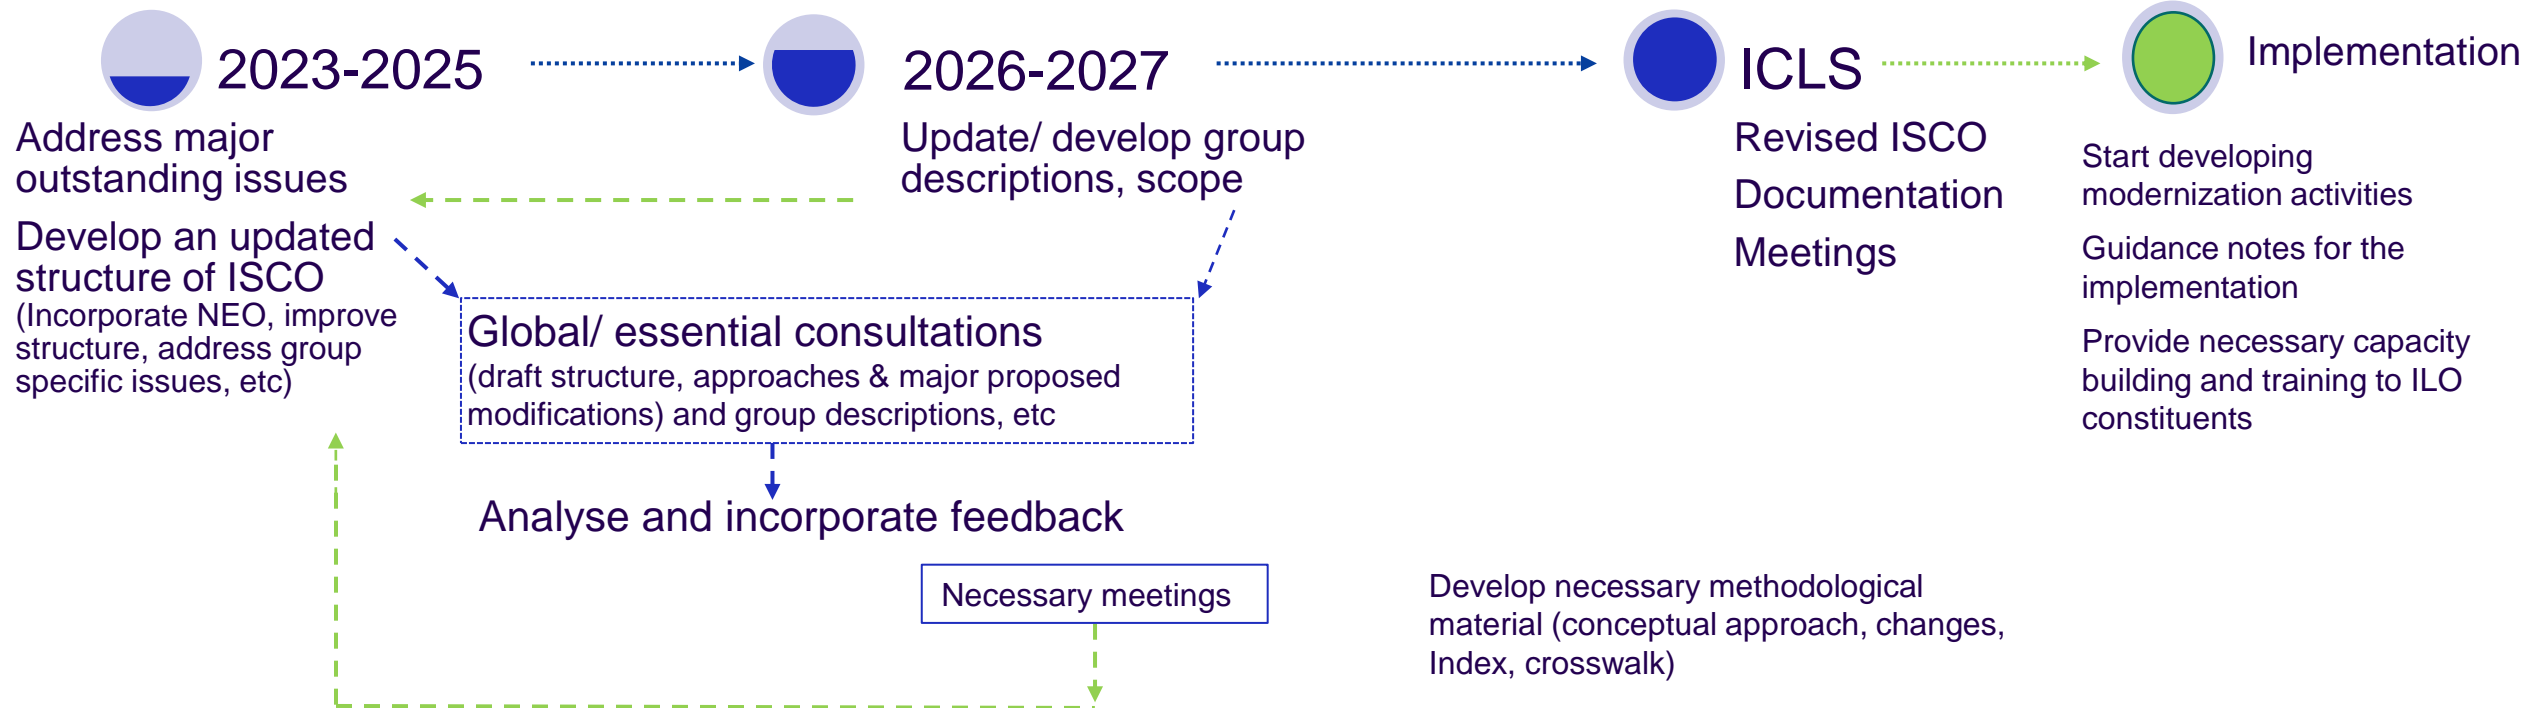 2023-2025
Address major
outstanding issues
Develop an updated
structure of ISCO
(Incorporate NEO, improve
structure, address group
specific issues, etc)
2026-2027
Update/ develop group
descriptions, scope
Global/ essential consultations
(draft structure, approaches & major proposed
modifications) and group descriptions, etc
Analyse and incorporate feedback
Necessary meetings
ICLS
Revised ISCO
Documentation
Meetings
Develop necessary methodological
material (conceptual approach, changes,
Index, crosswalk)
Implementation
Start developing
modernization activities
Guidance notes for the
implementation
Provide necessary capacity
building and training to ILO
constituents